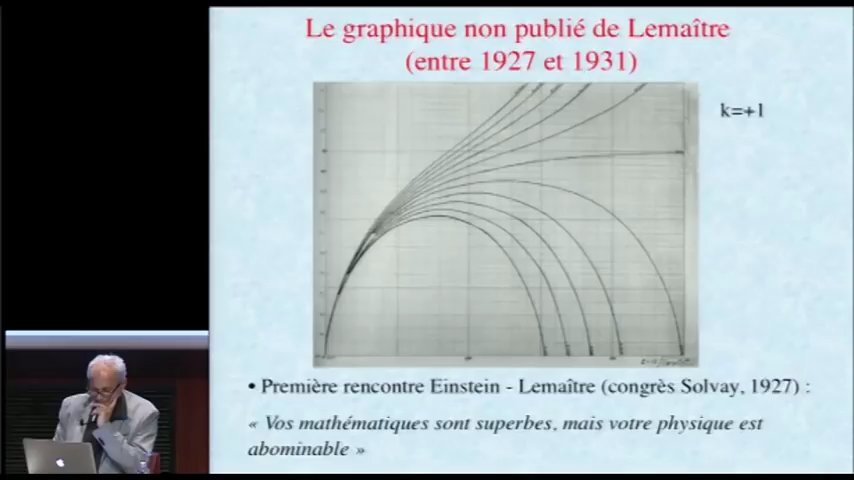 Le graphique non publié de Lemaître
(entre 1927 et 1931)
k=+1
• Première rencontre Einstein - Lemaître (congrès Solvay, 1927) :
« Vos mathématiques sont superbes, mais votre physique est
abominable »